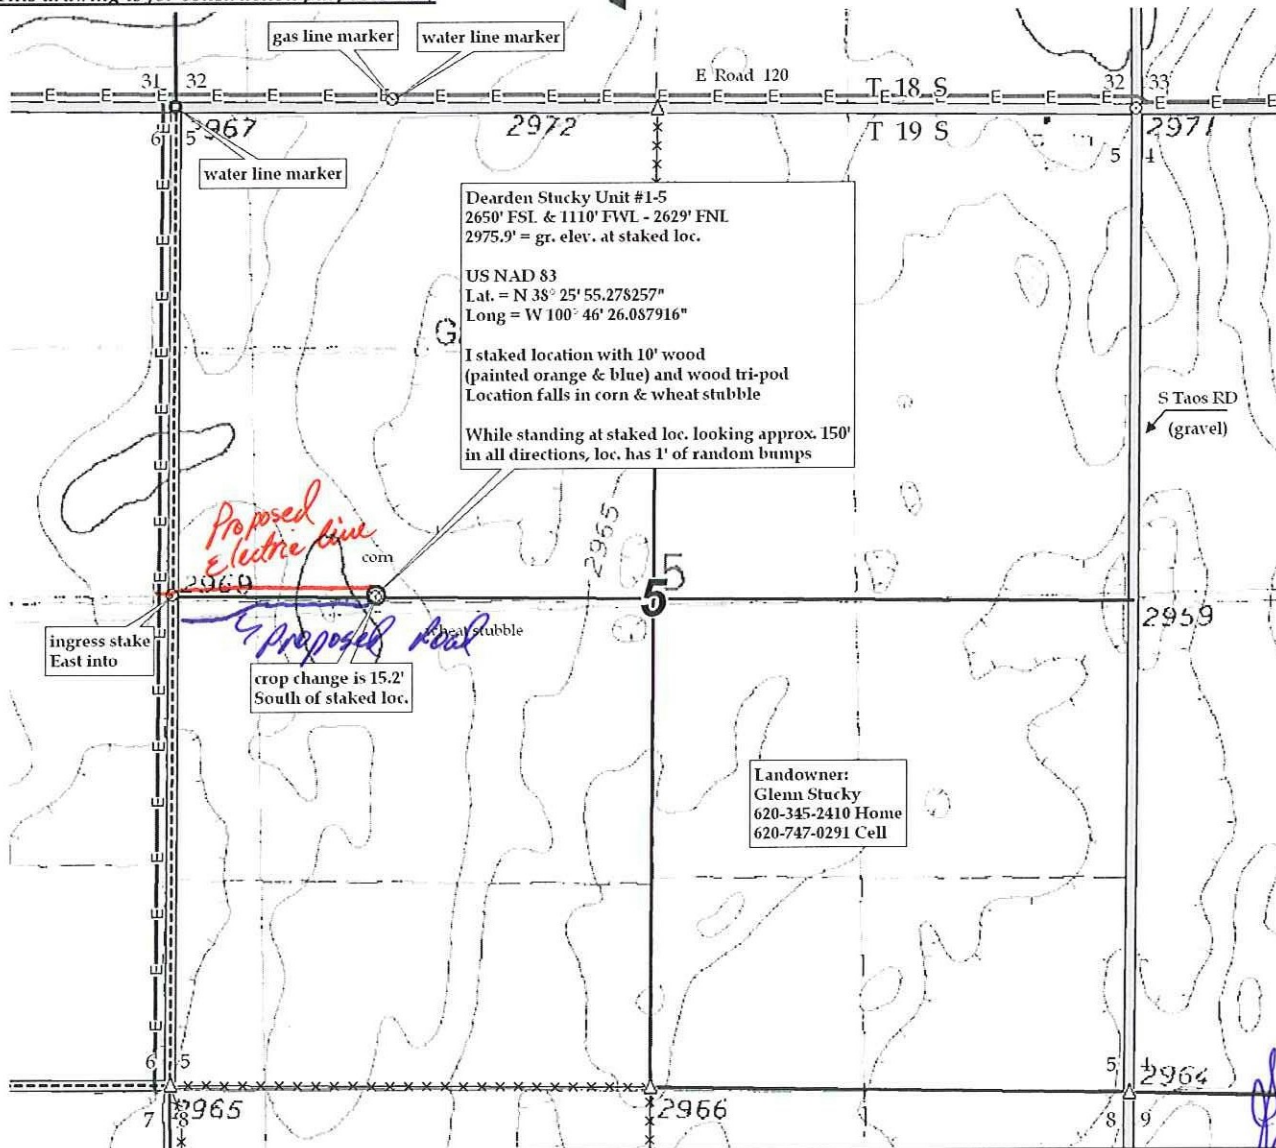 gas line marker
water line marker
E Road 120
31 32
32 33
T 18 S
T 19 S
2967
2972
2971
6 5
5 4
water line marker
Dearden Stucky Unit #1-5
2650' FSL & 1110' FWL - 2629' FNL
2975.9' = gr. elev. at staked loc.
US NAD 83
Lat. = N 38° 25' 55.278257"
Long = W 100° 46' 26.087916"
I staked location with 10' wood
(painted orange & blue) and wood tri-pod
Location falls in corn & wheat stubble
While standing at staked loc. looking approx. 150'
in all directions, loc. has 1' of random bumps
S Taos RD
(gravel)
Proposed
Electric line
corn
2965
2969
5
5
2959
ingress stake
East into
Proposed Road
wheat stubble
crop change is 15.2'
South of staked loc.
Landowner:
Glenn Stucky
620-345-2410 Home
620-747-0291 Cell
6 5
5 4
2964
2965
2966
7 8
8 9